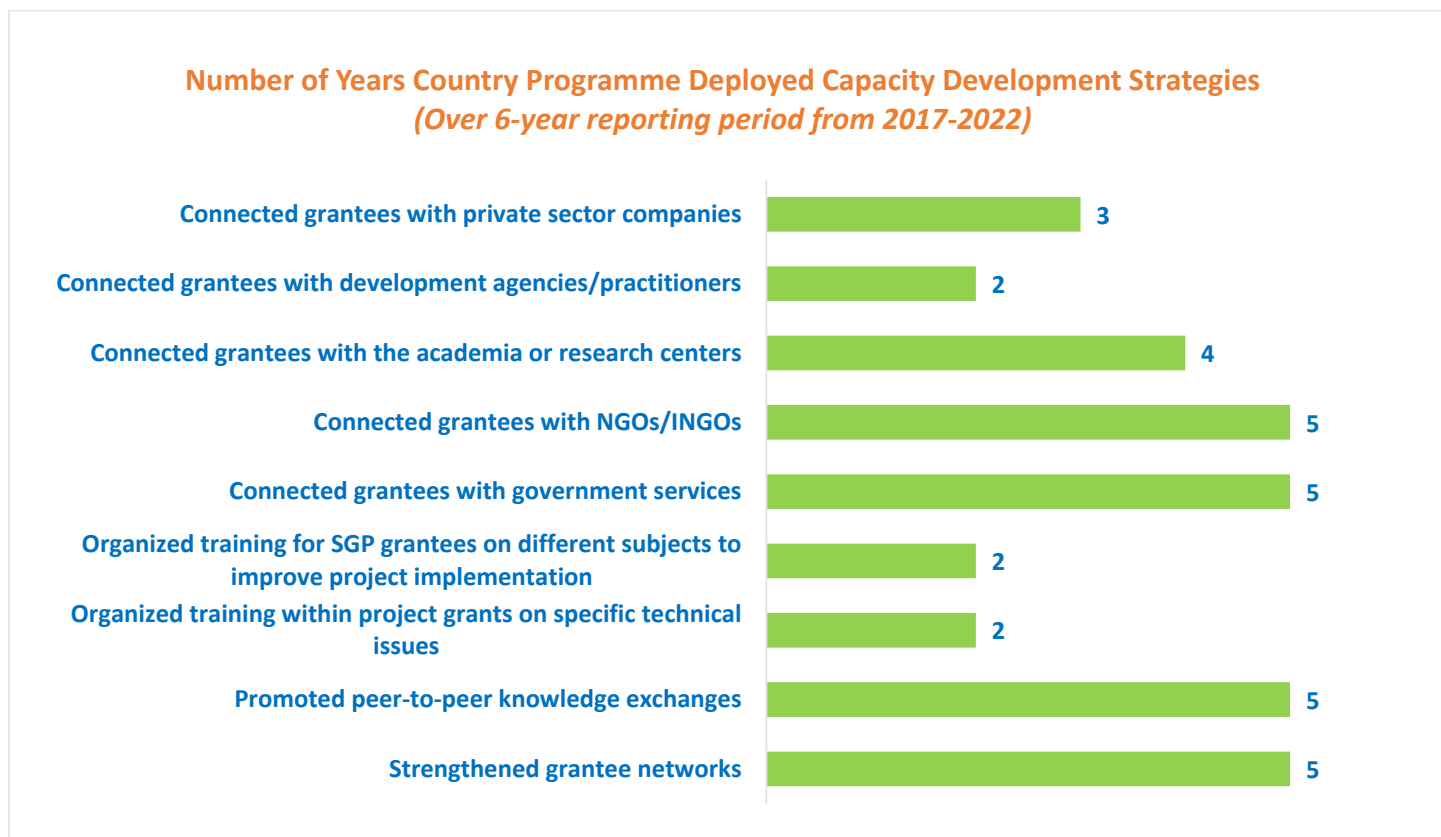 Number of Years Country Programme Deployed Capacity Development Strategies
(Over 6-year reporting period from 2017-2022)
Connected grantees with private sector companies
3
Connected grantees with development agencies/practitioners
2
Connected grantees with the academia or research centers
4
Connected grantees with NGOs/INGOs
5
Connected grantees with government services
5
Organized training for SGP grantees on different subjects to
improve project implementation
2
Organized training within project grants on specific technical
issues
2
Promoted peer-to-peer knowledge exchanges
5
Strengthened grantee networks
5